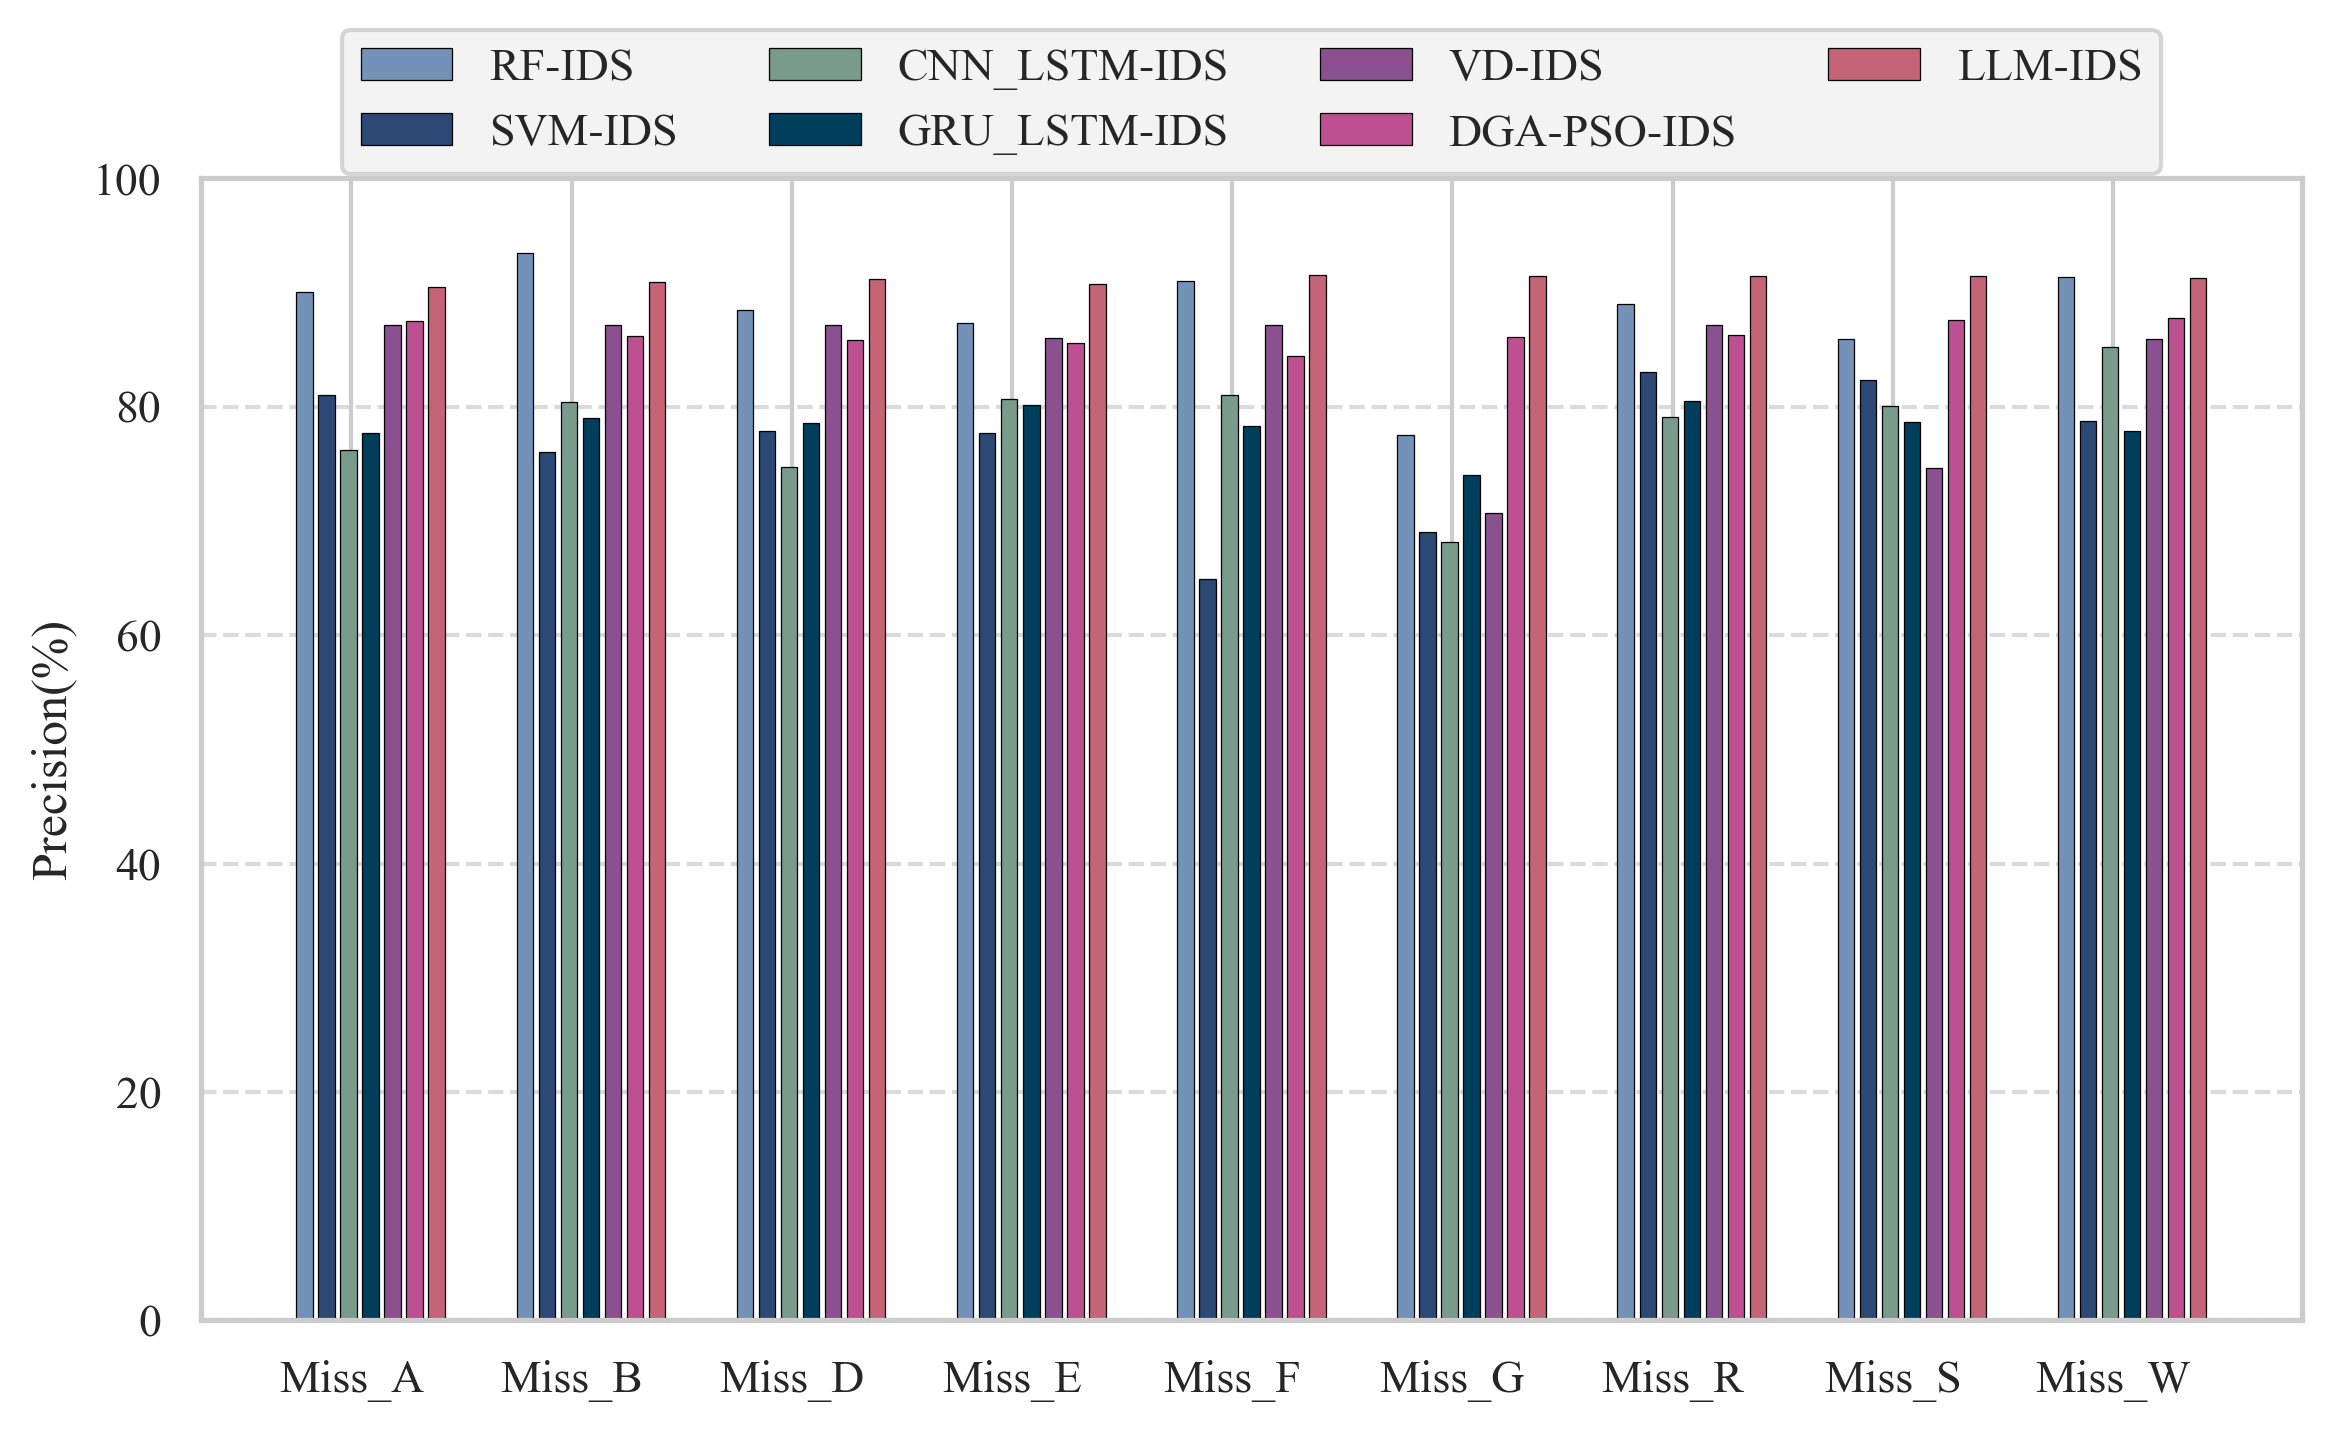 RF-IDS CNN_LSTM-IDS VD-IDS LLM-IDS
SVM-IDS GRU_LSTM-IDS DGA-PSO-IDS
100
80
60
40
20
0
Precision(%)
Miss_A Miss_B Miss_D Miss_E Miss_F Miss_G Miss_R Miss_S Miss_W